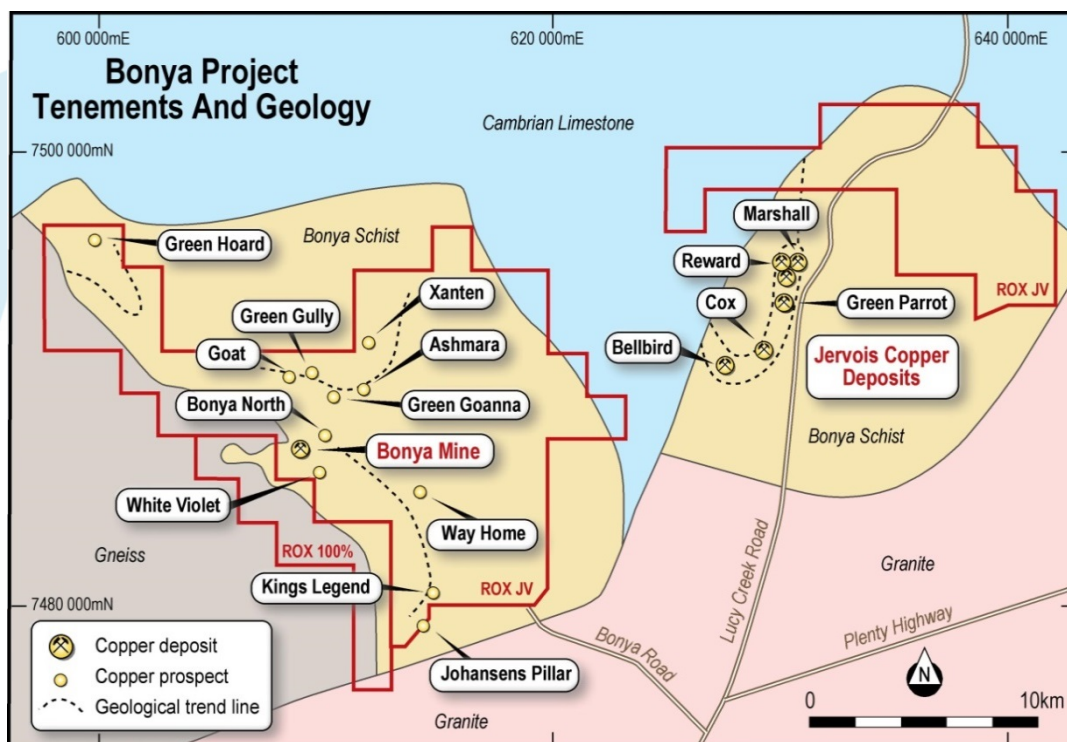 600 000mE
620 000mE
640 000mE
Bonya Project
Tenements And Geology
Cambrian Limestone
7500 000mN
Marshall
Green Hoard
Bonya Schist
Reward
Xanten
ROX JV
Green Gully
Cox
Green Parrot
Goat
Ashmara
Bellbird
Jervois Copper
Deposits
Bonya North
Green Goanna
Bonya Schist
Bonya Mine
White Violet
Way Home
Gneiss
ROX 100%
Granite
Kings Legend
ROX JV
Lucy Creek Road
7480 000mN
Plenty Highway
Bonya Road
Copper deposit
Copper prospect
Geological trend line
Johansens Pillar
Granite
N
0
10km